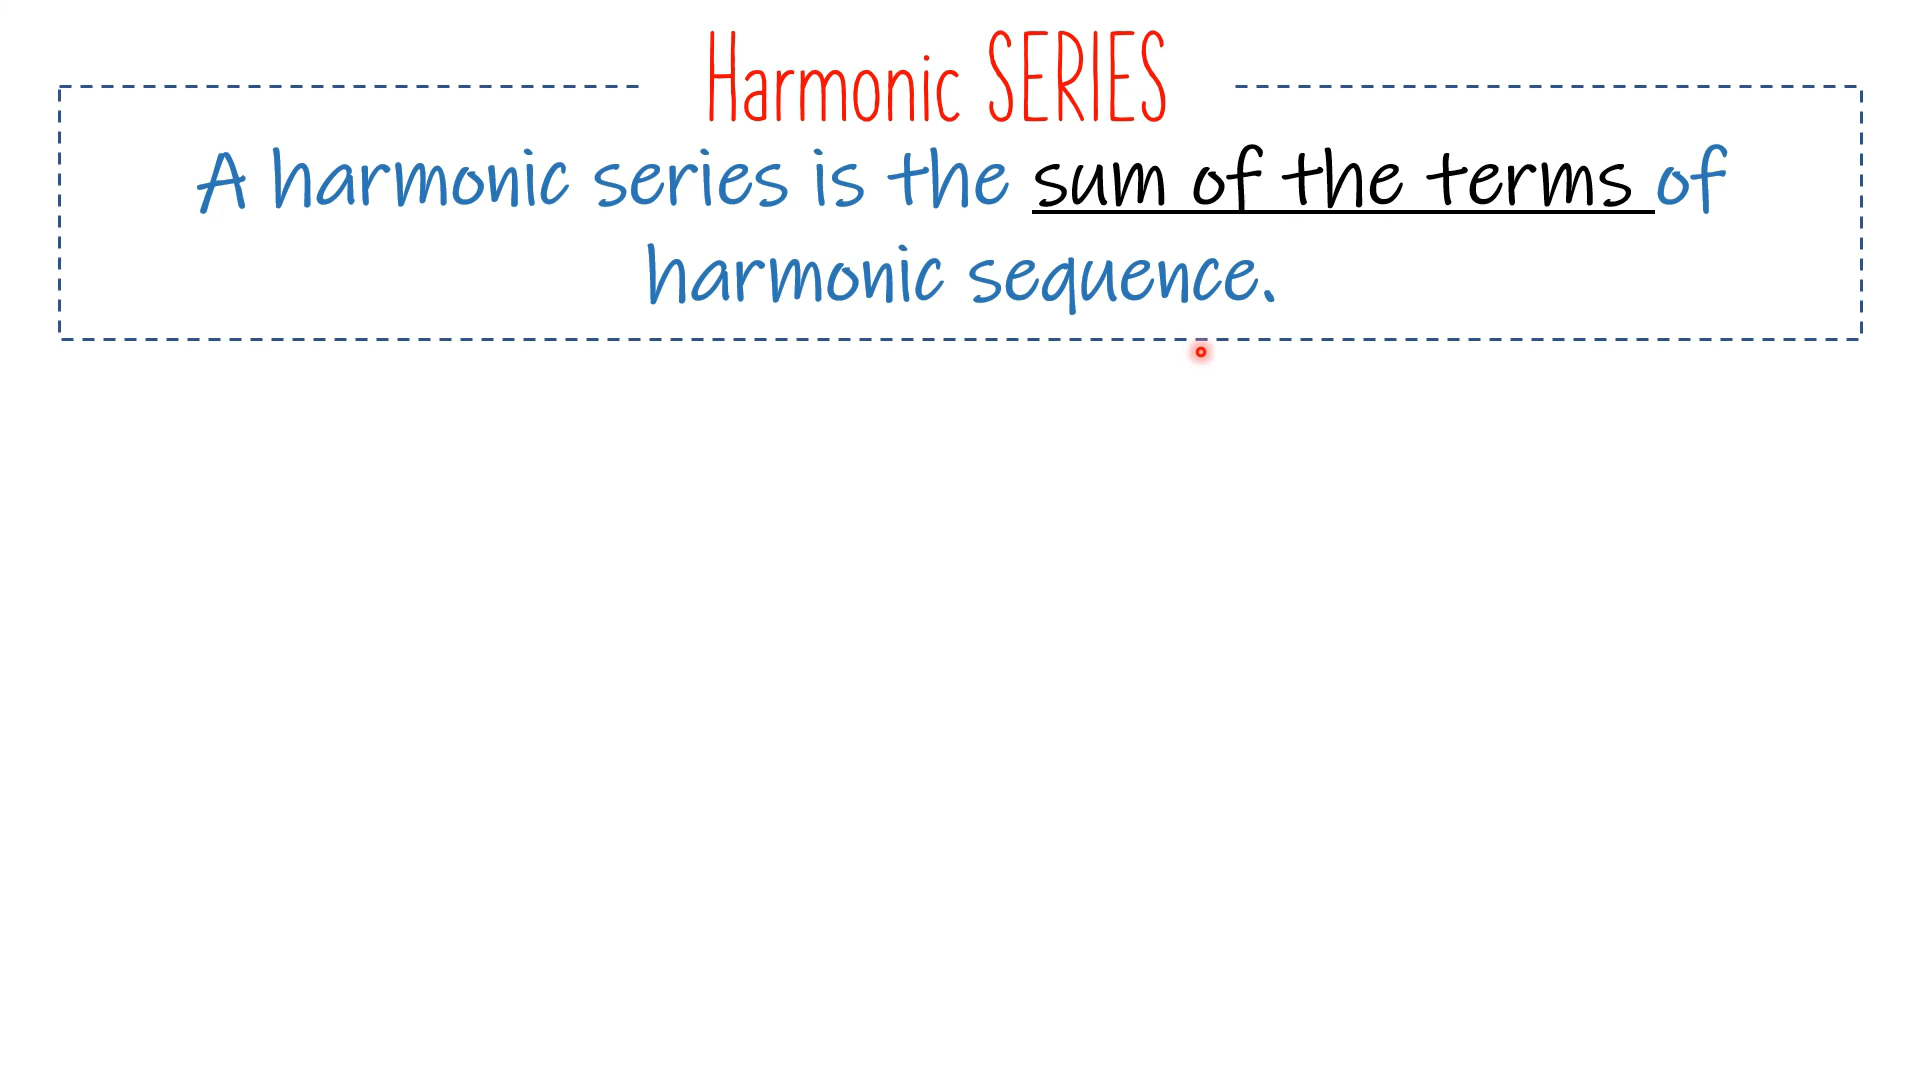 Harmonic SERIES
A harmonic series is the sum of the terms of
harmonic sequence.